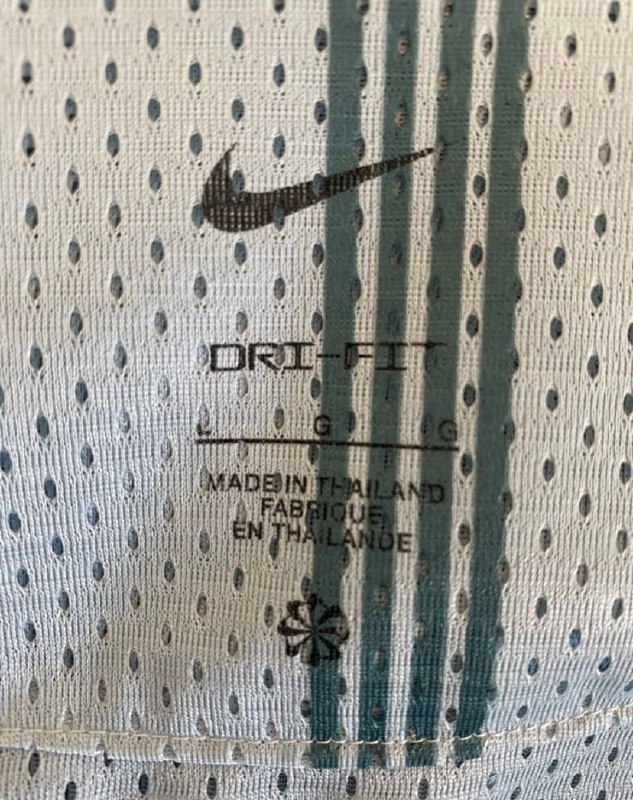 DRI-FIT
L G G
MADE IN THAILAND
FABRIQUE
EN THAILANDE